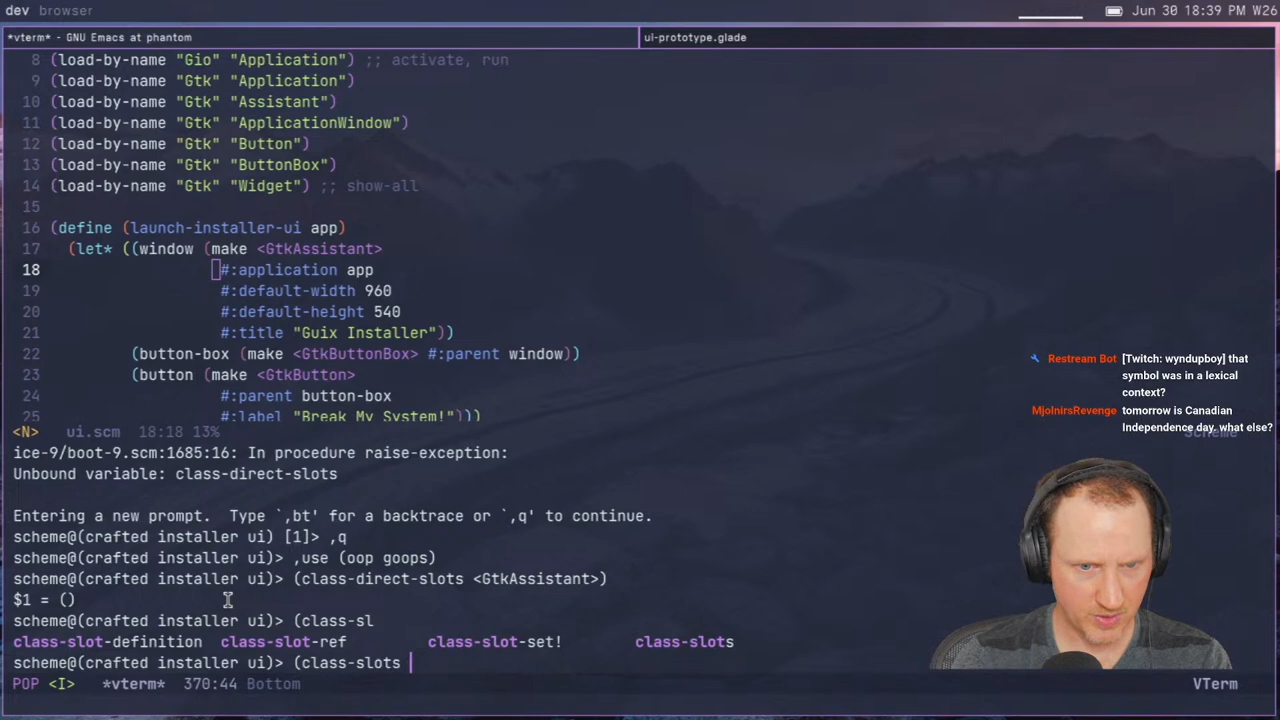 dev browser
Jun 30 18:39 PM W26
*vterm* - GNU Emacs at phantom
ui-prototype.glade
8 (load-by-name "Gio" "Application") ;; activate, run
9 (load-by-name "Gtk" "Application")
10 (load-by-name "Gtk" "Assistant")
11 (load-by-name "Gtk" "ApplicationWindow")
12 (load-by-name "Gtk" "Button")
13 (load-by-name "Gtk" "ButtonBox")
14 (load-by-name "Gtk" "Widget") ;; show-all
15
16 (define (launch-installer-ui app)
17 (let* ((window (make <GtkAssistant>
18 #:application app
19 #:default-width 960
20 #:default-height 540
21 #:title "Guix Installer"))
22 (button-box (make <GtkButtonBox> #:parent window))
23 (button (make <GtkButton>
24 #:parent button-box
25 #:label "Break My System!")))
<N> ui.scm 18:18 13% Scheme
ice-9/boot-9.scm:1685:16: In procedure raise-exception:
Unbound variable: class-direct-slots
Entering a new prompt. Type `,bt' for a backtrace or `,q' to continue.
scheme@(crafted installer ui) [1]> ,q
scheme@(crafted installer ui)> ,use (oop goops)
scheme@(crafted installer ui)> (class-direct-slots <GtkAssistant>)
$1 = ()
scheme@(crafted installer ui)> (class-sl
class-slot-definition class-slot-ref class-slot-set! class-slots
scheme@(crafted installer ui)> (class-slots
POP <I> *vterm* 370:44 Bottom
VTerm
Restream Bot [Twitch: wyndupboy] that
symbol was in a lexical
context?
MjolnirsRevenge tomorrow is Canadian
Independence day. what else?